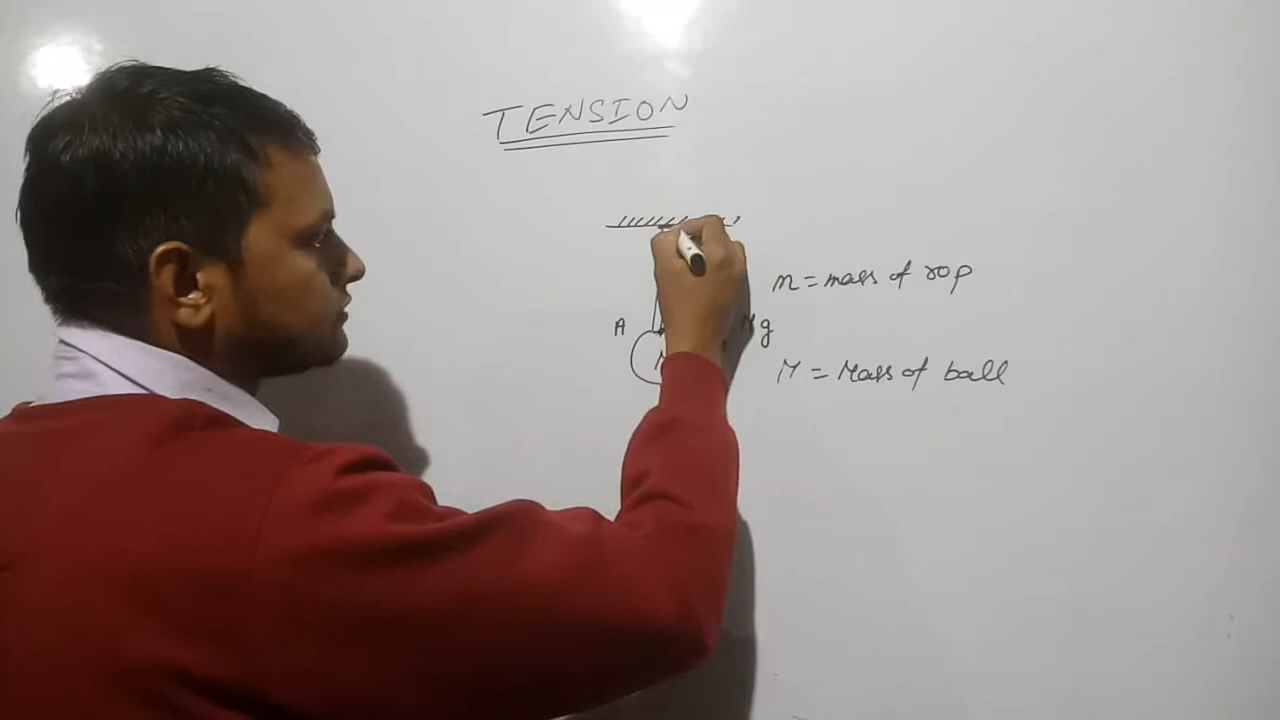 TENSION
m = mass of rop
A
g
M = Mass of ball